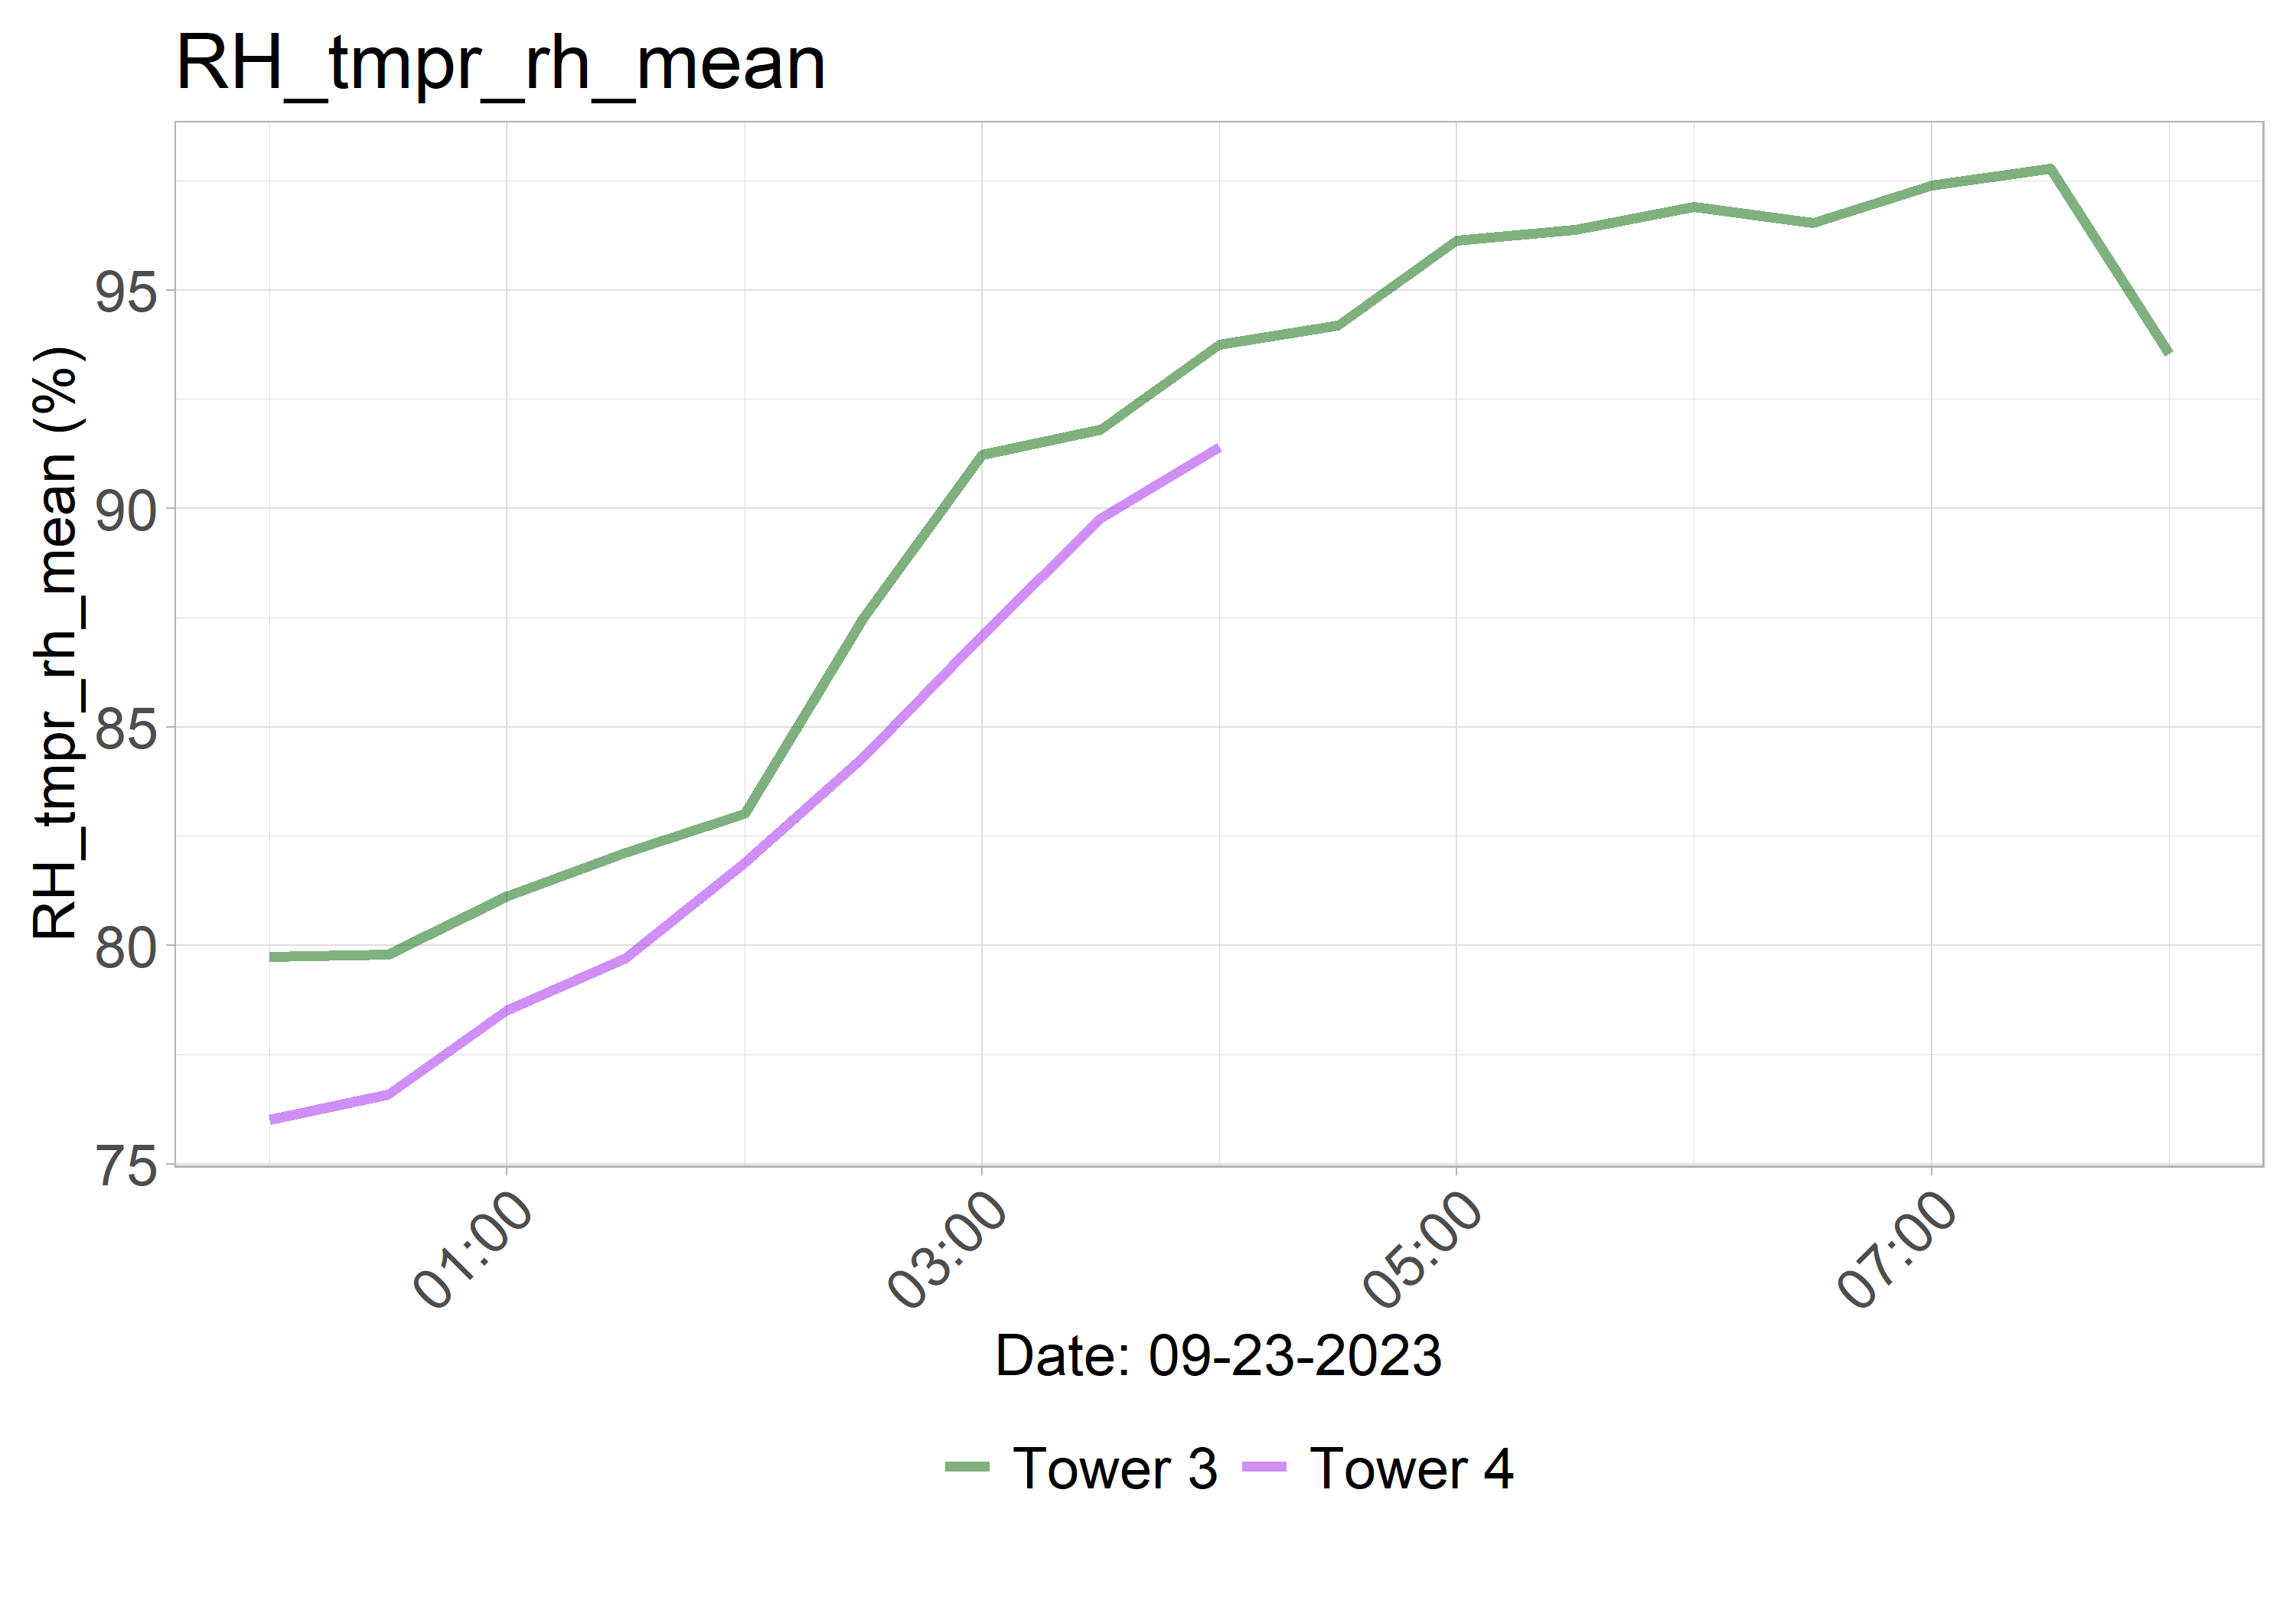 RH_tmpr_rh_mean
RH_tmpr_rh_mean (%)
95
90
85
80
75
01:00
03:00
05:00
07:00
Date: 09-23-2023
Tower 3
Tower 4